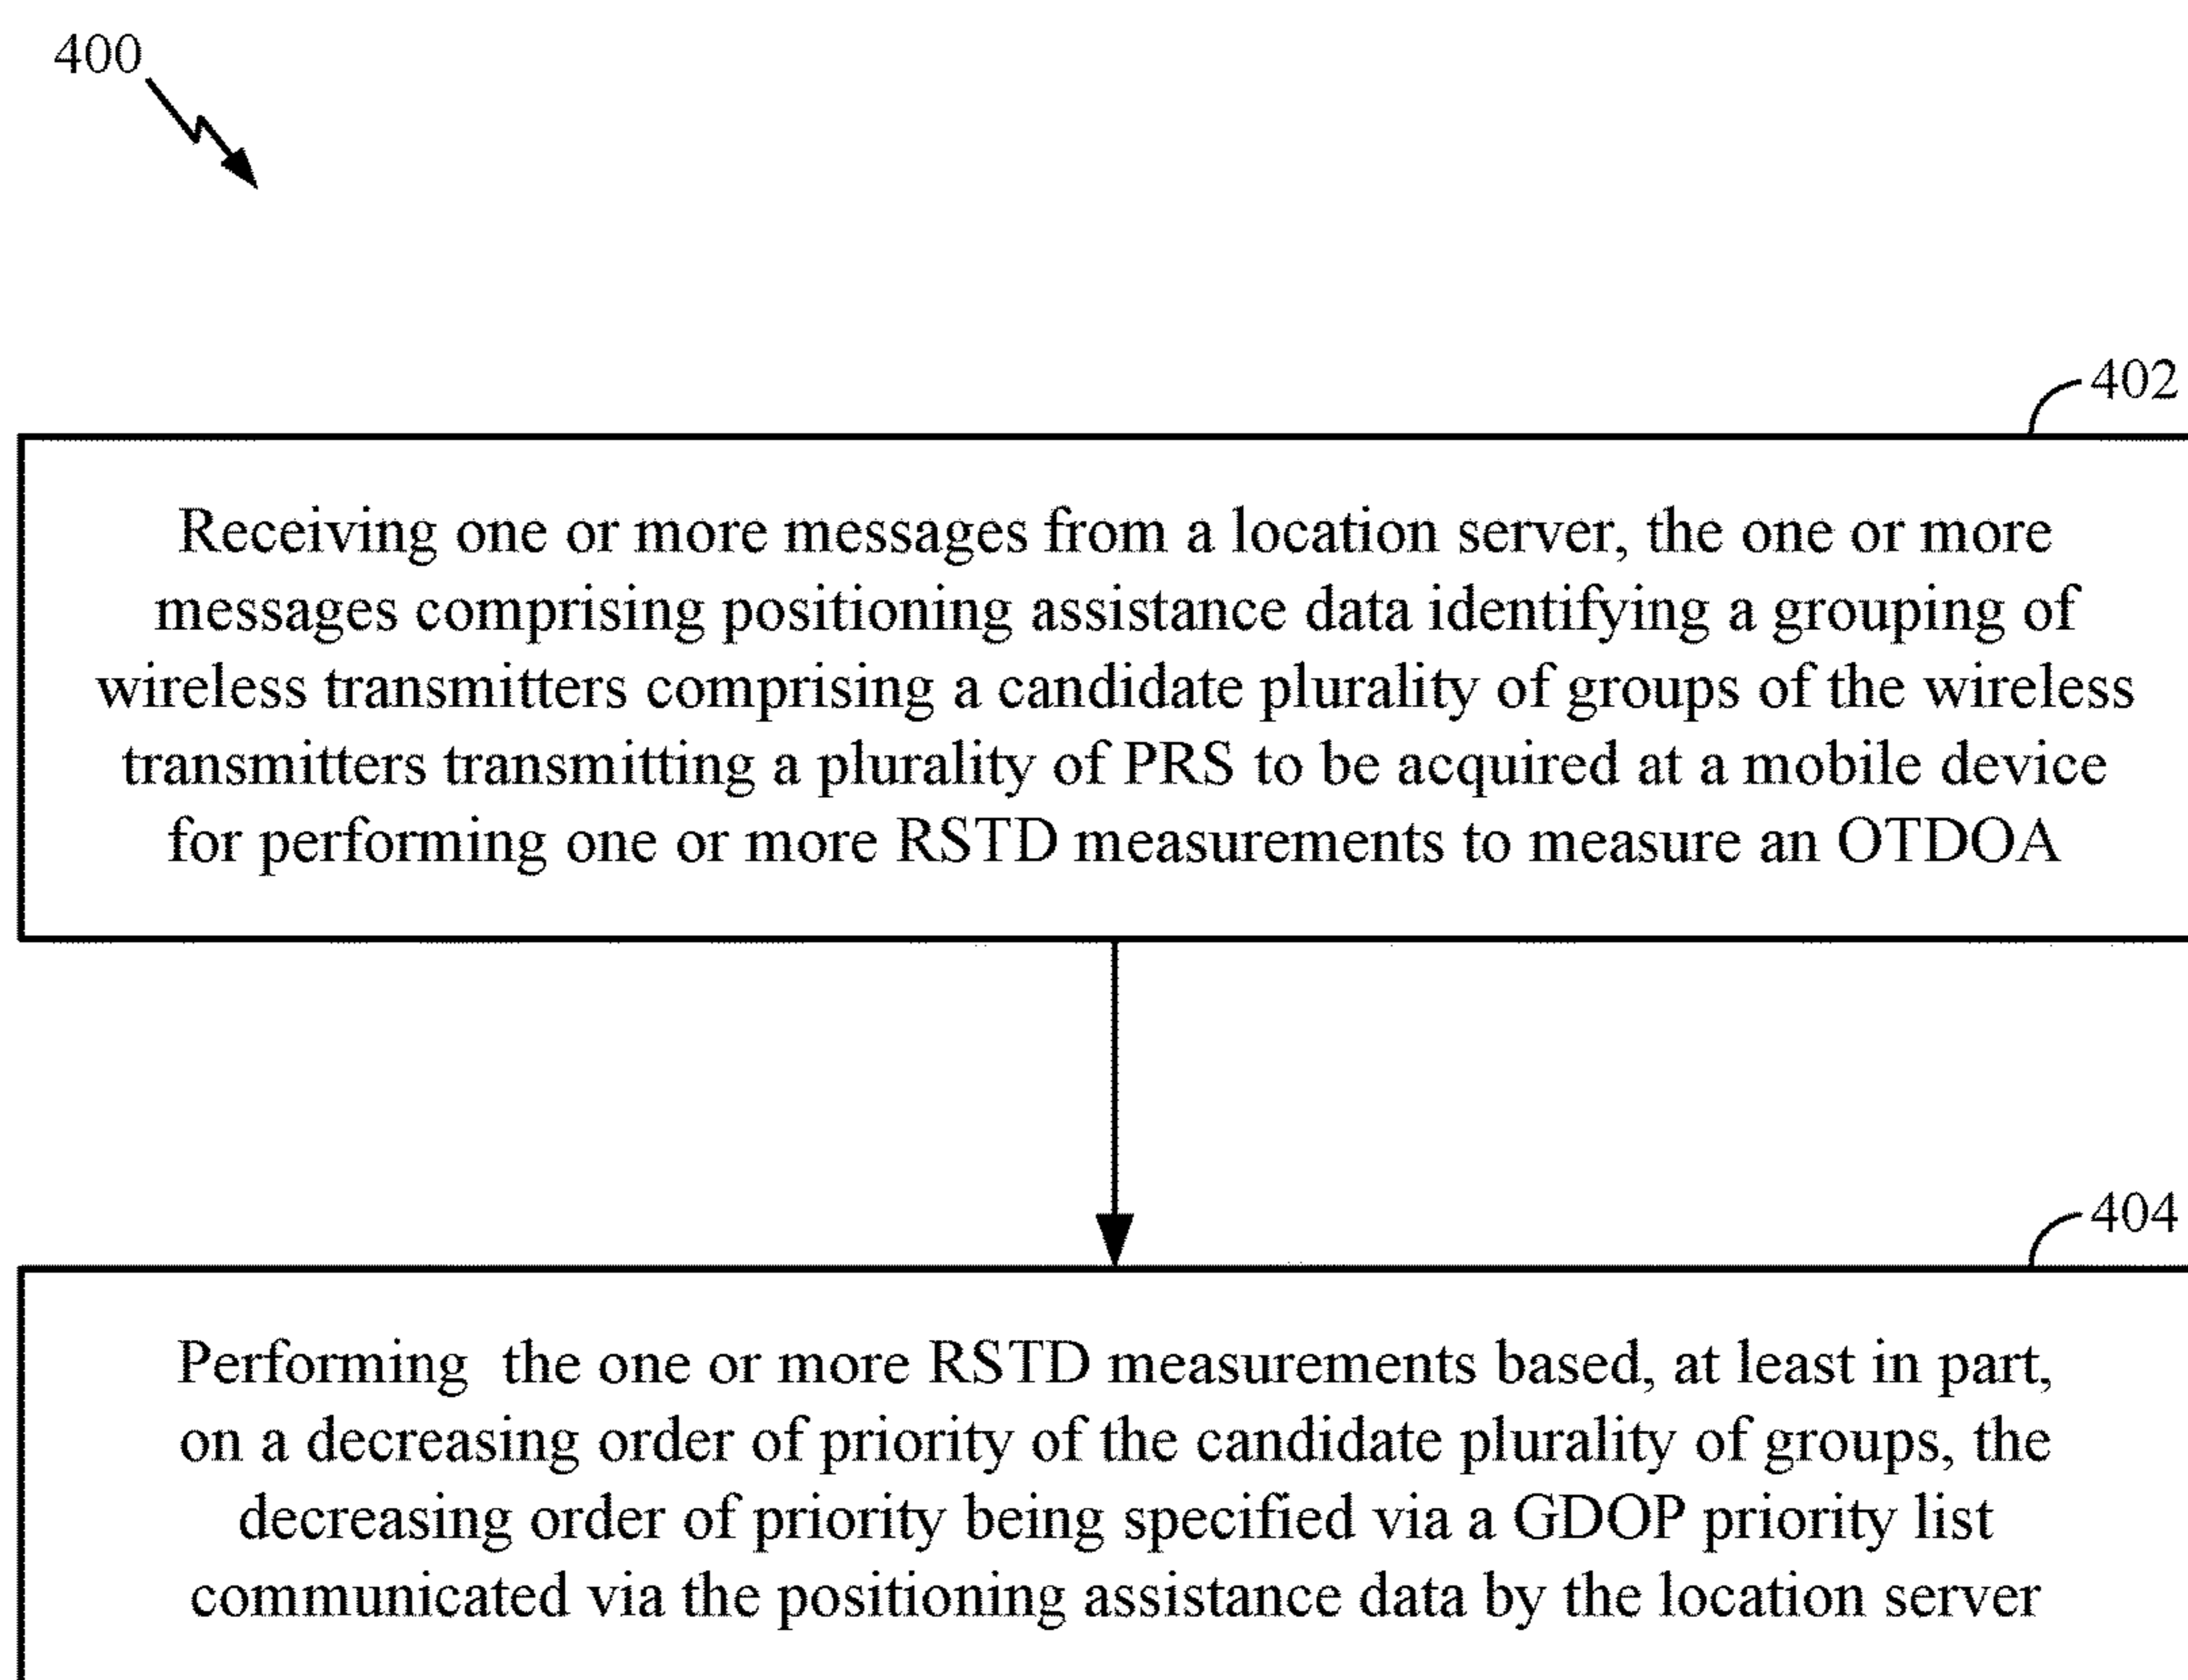 400
402
Receiving one or more messages from a location server, the one or more
messages comprising positioning assistance data identifying a grouping of
wireless transmitters comprising a candidate plurality of groups of the wireless
transmitters transmitting a plurality of PRS to be acquired at a mobile device
for performing one or more RSTD measurements to measure an OTDOA
404
Performing the one or more RSTD measurements based, at least in part,
on a decreasing order of priority of the candidate plurality of groups, the
decreasing order of priority being specified via a GDOP priority list
communicated via the positioning assistance data by the location server